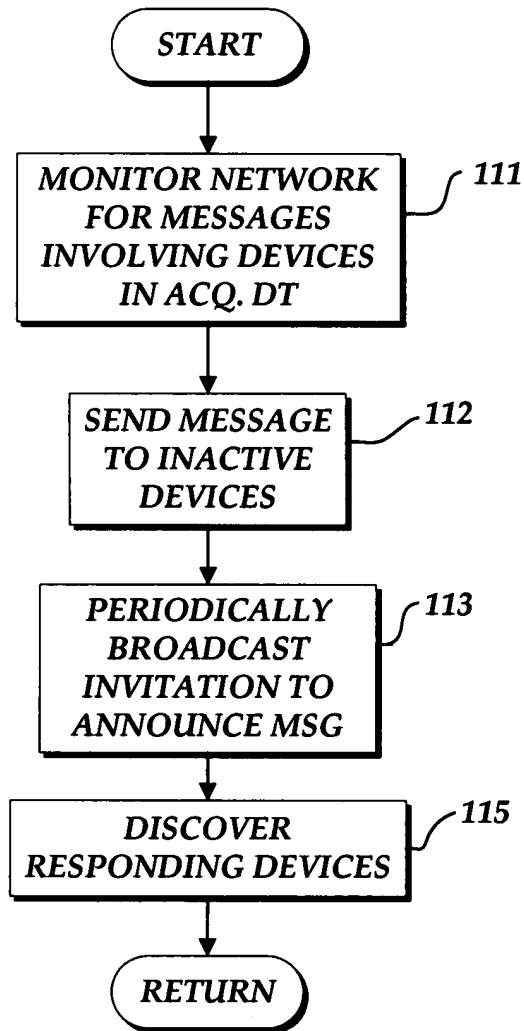 START
MONITOR NETWORK
FOR MESSAGES
INVOLVING DEVICES
IN ACQ. DT
111
SEND MESSAGE
TO INACTIVE
DEVICES
112
PERIODICALLY
BROADCAST
INVITATION TO
ANNOUNCE MSG
113
DISCOVER
RESPONDING DEVICES
115
RETURN